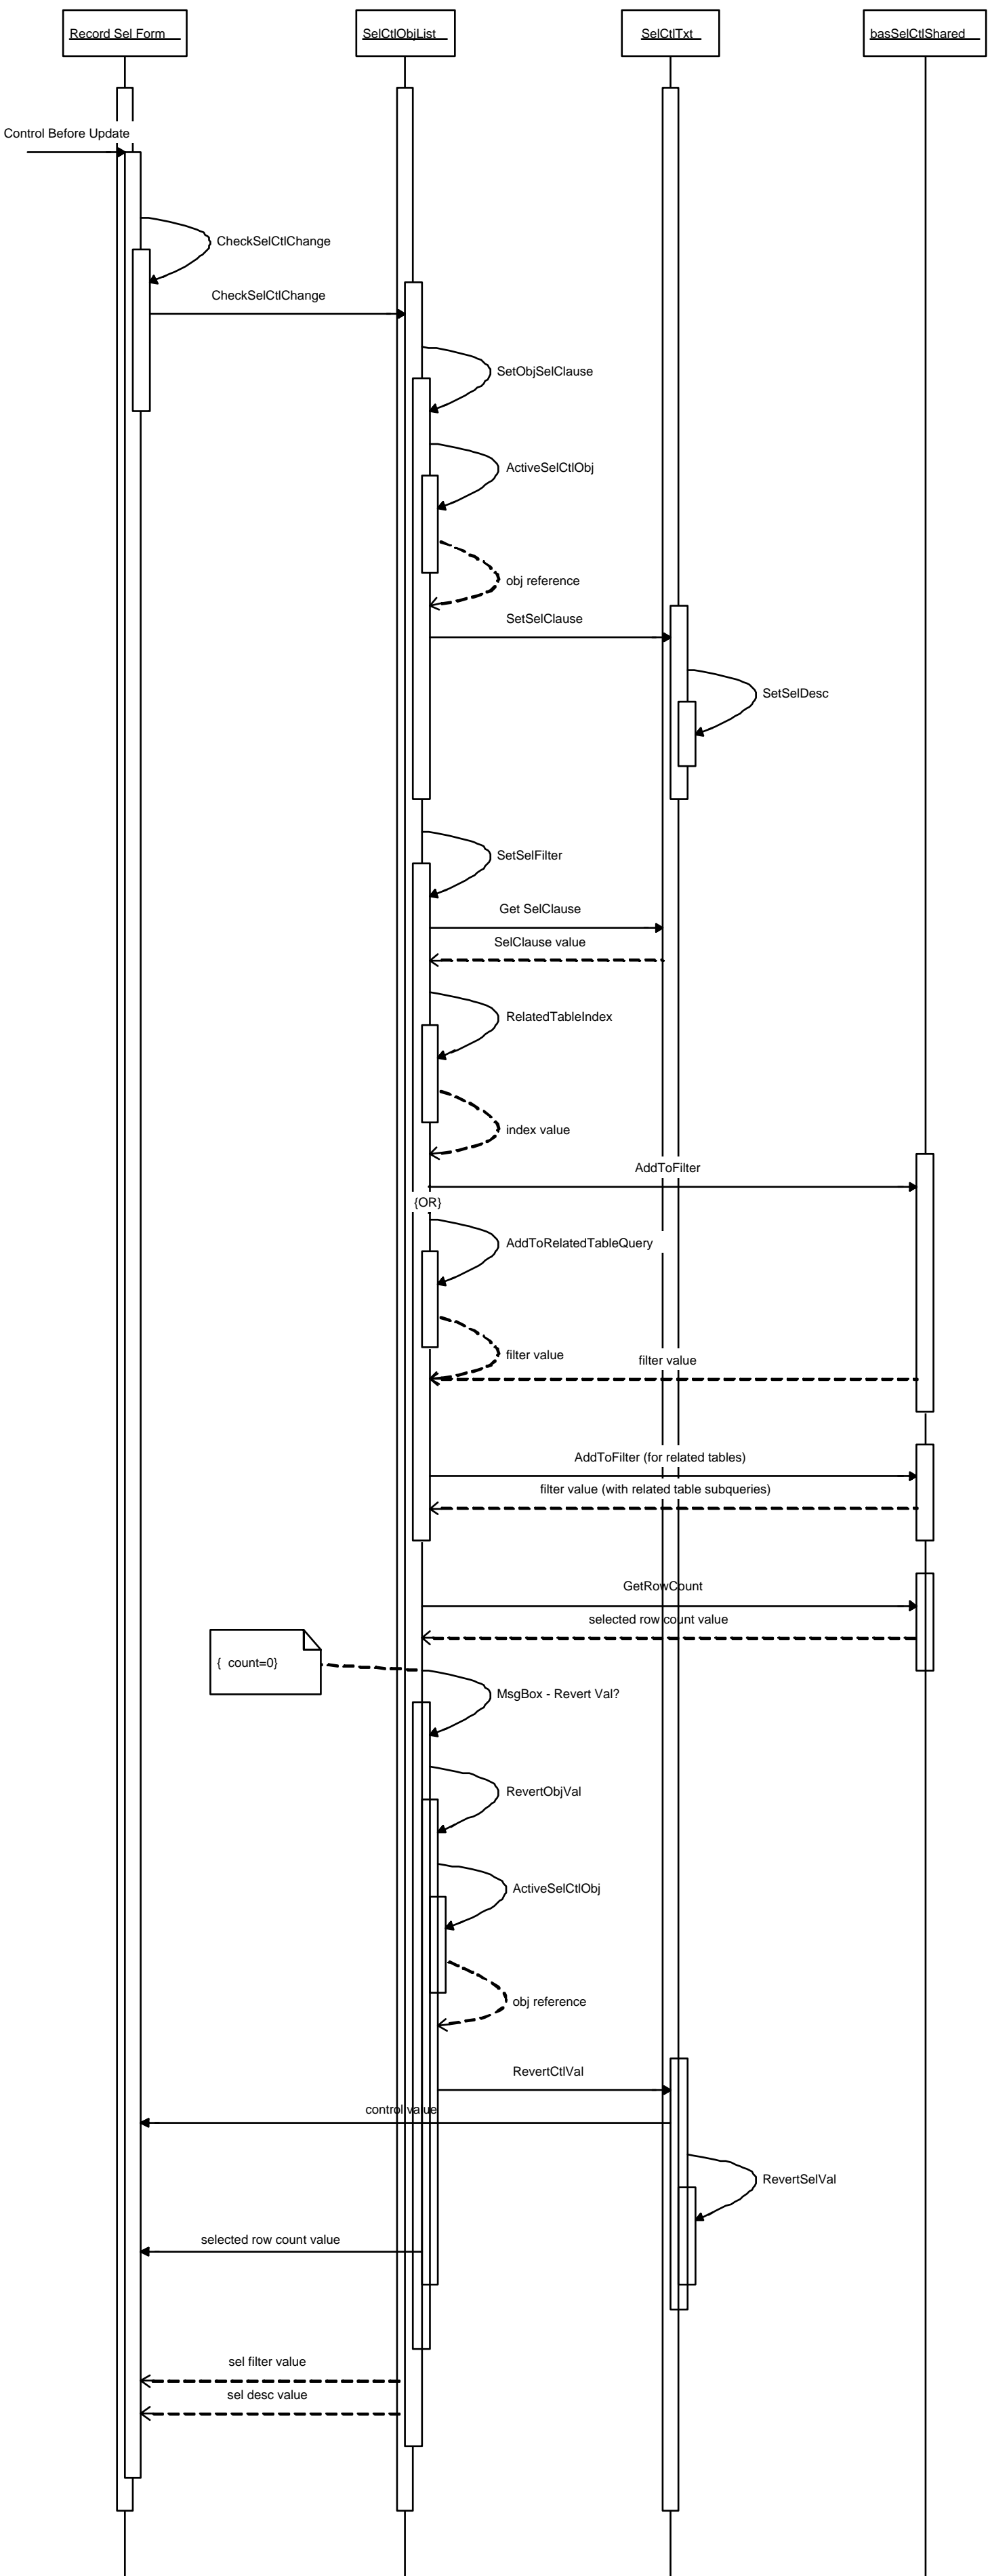 Record Sel Form
SelCtlObjList
SelCtlTxt
basSelCtlShared
Control Before Update
CheckSelCtlChange
CheckSelCtlChange
SetObjSelClause
ActiveSelCtlObj
obj reference
SetSelClause
SetSelDesc
SetSelFilter
Get SelClause
SelClause value
RelatedTableIndex
index value
AddToFilter
{OR}
AddToRelatedTableQuery
filter value
filter value
AddToFilter (for related tables)
filter value (with related table subqueries)
GetRowCount
selected row count value
{  count=0}
MsgBox - Revert Val?
RevertObjVal
ActiveSelCtlObj
obj reference
RevertCtlVal
control value
RevertSelVal
selected row count value
sel filter value
sel desc value